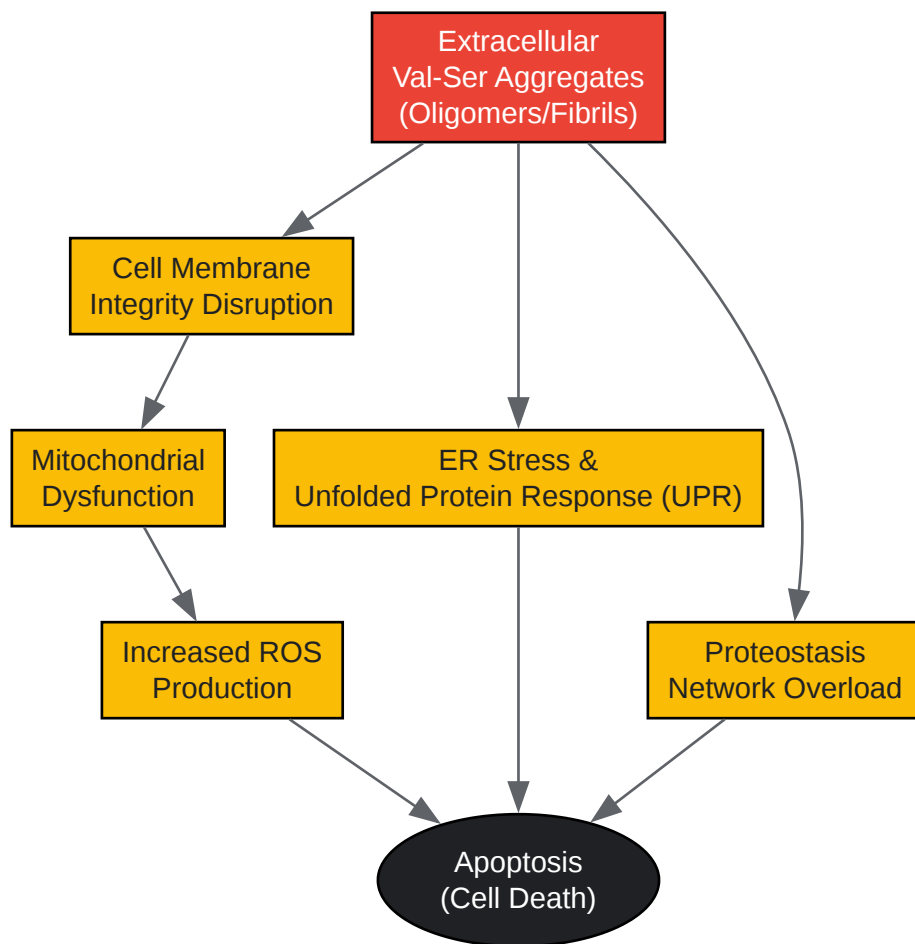 Extracellular
Val-Ser Aggregates
(Oligomers/Fibrils)
Cell Membrane
Integrity Disruption
Mitochondrial
Dysfunction
ER Stress &
Unfolded Protein Response (UPR)
Increased ROS
Production
Proteostasis
Network Overload
Apoptosis
(Cell Death)